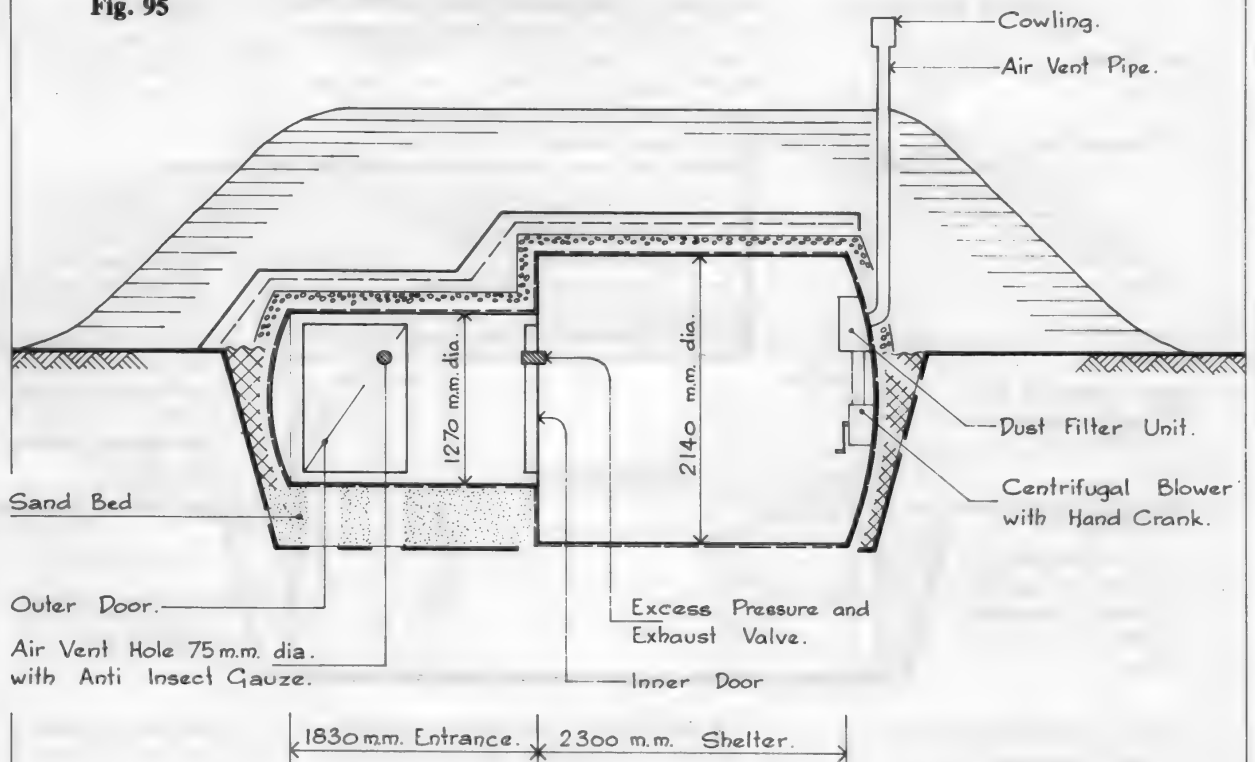 Fig. 95
Cowling.
Air Vent Pipe.
1270 m.m. dia.
2140 m.m. dia.
Dust Filter Unit.
Sand Bed
Centrifugal Blower
with Hand Crank.
Outer Door.
Excess Pressure and
Exhaust Valve.
Air Vent Hole 75 m.m. dia.
with Anti Insect Gauze.
Inner Door
1830 m.m. Entrance.
2300 m.m. Shelter.